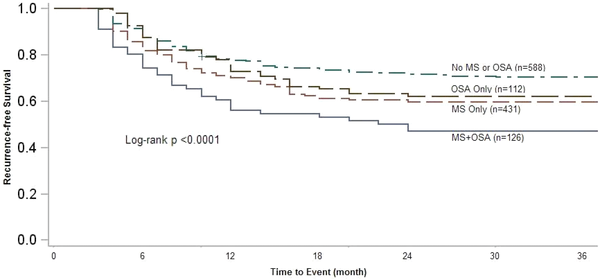 1.0
0.8
0.6
0.4
0.2
0.0
Recurrence-free Survival
No MS or OSA (n=588)
OSA Only (n=112)
MS Only (n=431)
MS+OSA (n=126)
Log-rank p <0.0001
0 6 12 18 24 30 36
Time to Event (month)